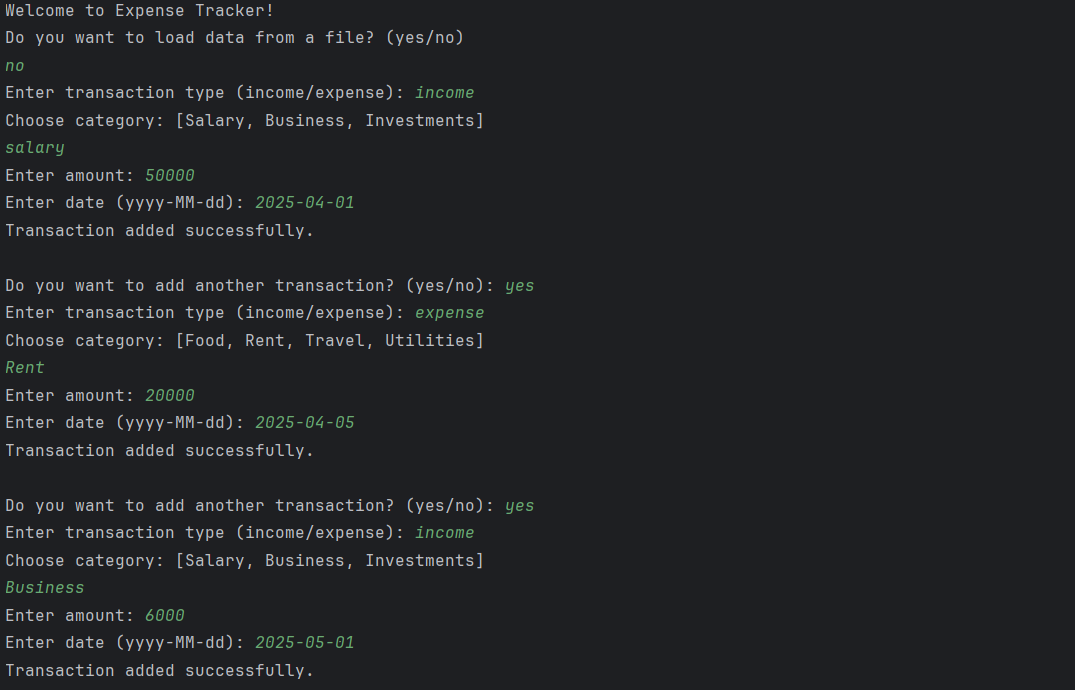 Welcome to Expense Tracker!
Do you want to load data from a file? (yes/no)
no
Enter transaction type (income/expense): income
Choose category: [Salary, Business, Investments]
salary
Enter amount: 50000
Enter date (yyyy-MM-dd): 2025-04-01
Transaction added successfully.

Do you want to add another transaction? (yes/no): yes
Enter transaction type (income/expense): expense
Choose category: [Food, Rent, Travel, Utilities]
Rent
Enter amount: 20000
Enter date (yyyy-MM-dd): 2025-04-05
Transaction added successfully.

Do you want to add another transaction? (yes/no): yes
Enter transaction type (income/expense): income
Choose category: [Salary, Business, Investments]
Business
Enter amount: 6000
Enter date (yyyy-MM-dd): 2025-05-01
Transaction added successfully.